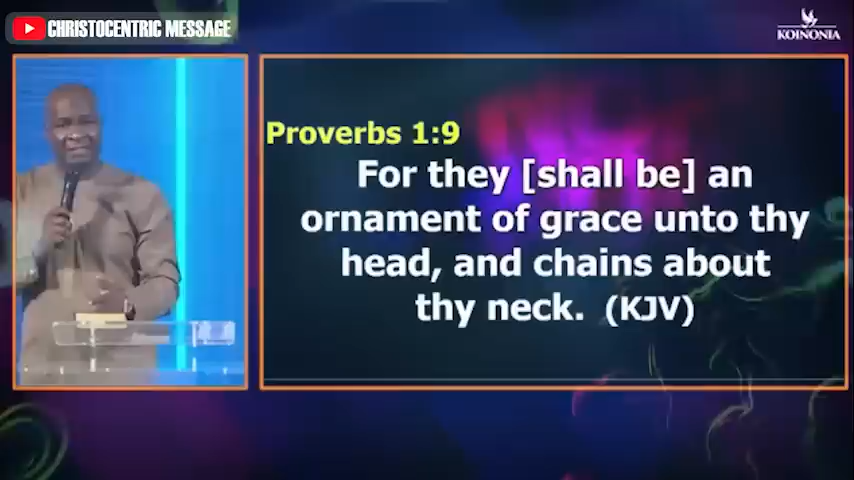 CHRISTOCENTRIC MESSAGE
KOINONIA
Proverbs 1:9
For they [shall be] an
ornament of grace unto thy
head, and chains about
thy neck. (KJV)